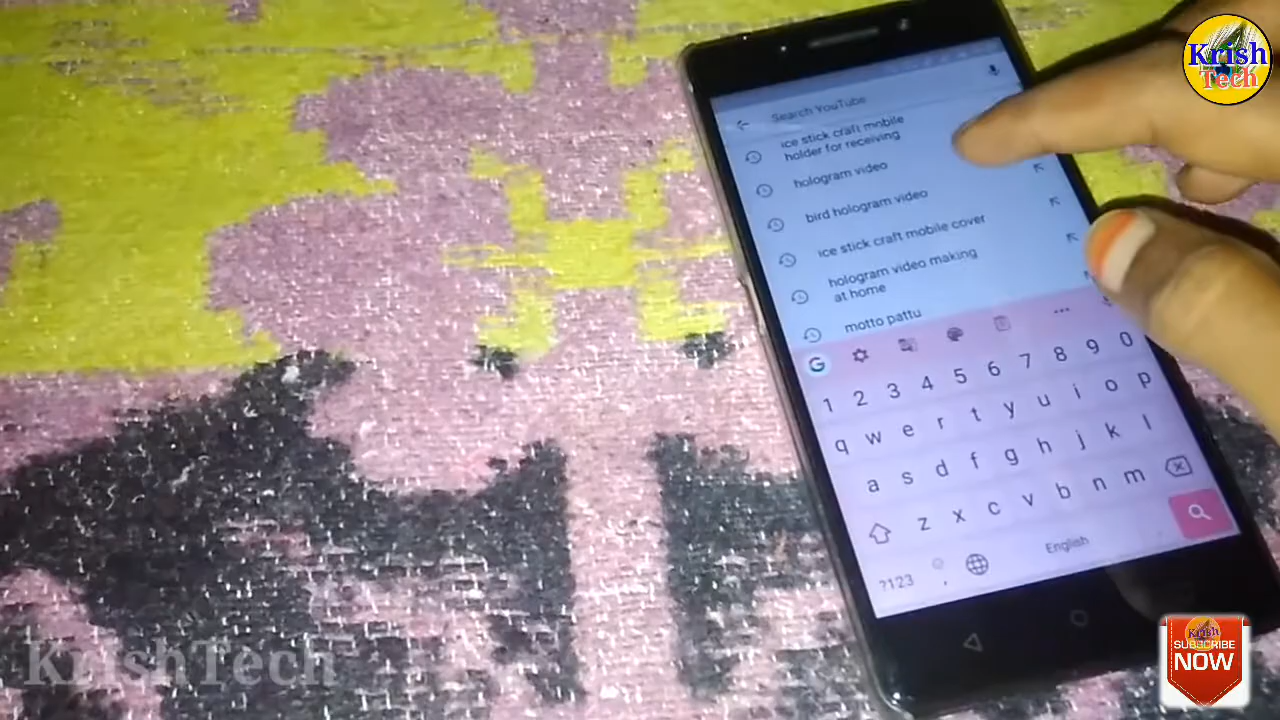 Krish
Tech
Search YouTube
ice stick craft mobile
holder for receiving
hologram video
bird hologram video
ice stick craft mobile cover
hologram video making
at home
motto pattu
G
1 2 3 4 5 6 7 8 9 0
q w e r t y u i o p
a s d f g h j k l
z x c v b n m
?123 , English
KrishTech
Krish
SUBSCRIBE
NOW